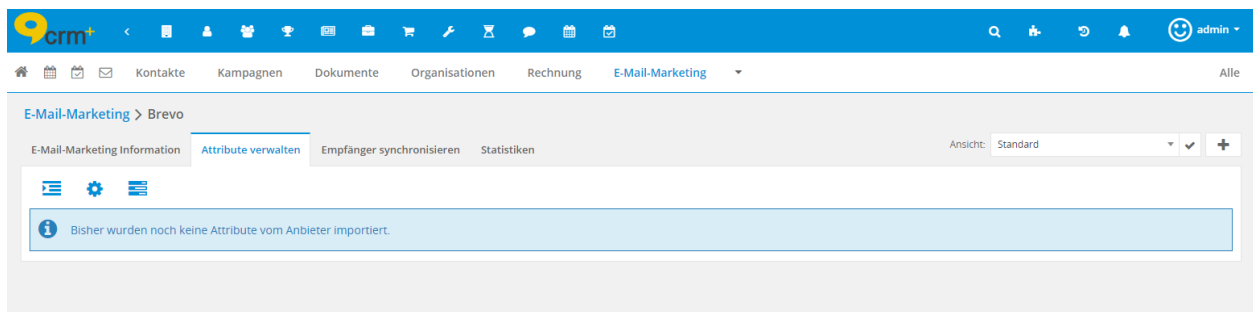 crm+
admin
Kontakte Kampagnen Dokumente Organisationen Rechnung E-Mail-Marketing Alle
E-Mail-Marketing > Brevo
E-Mail-Marketing Information Attribute verwalten Empfänger synchronisieren Statistiken Ansicht: Standard
Bisher wurden noch keine Attribute vom Anbieter importiert.